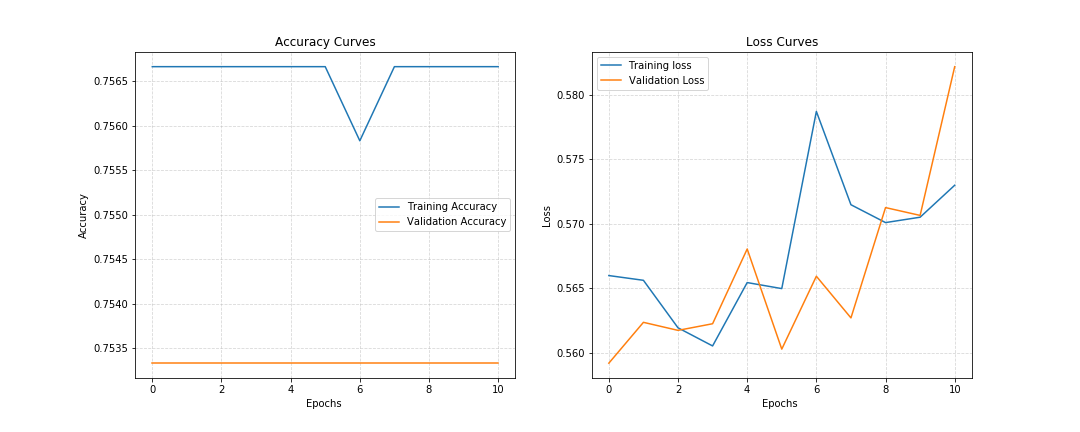 Accuracy Curves
0.7565
0.7560
0.7555
0.7550
0.7545
0.7540
0.7535
Accuracy
Training Accuracy
Validation Accuracy
0 2 4 6 8 10
Epochs
Loss Curves
Training loss
Validation Loss
0.580
0.575
0.570
0.565
0.560
Loss
0 2 4 6 8 10
Epochs